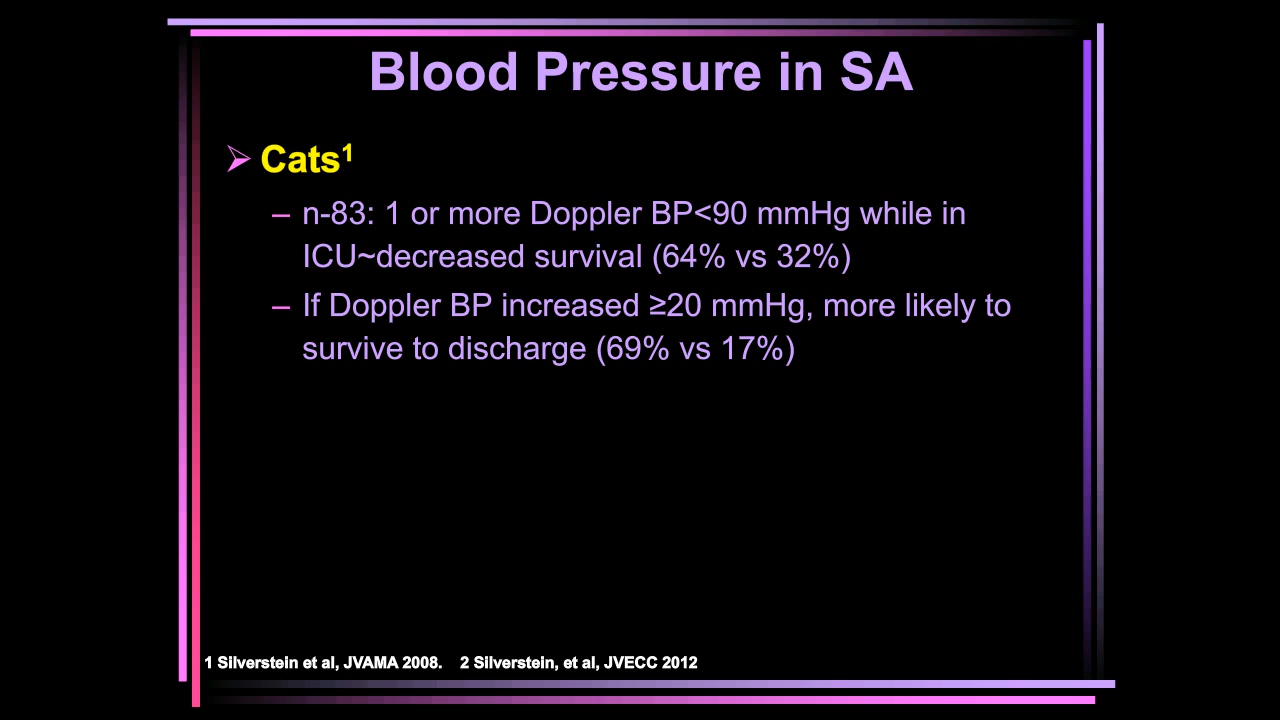 Blood Pressure in SA
➢ Cats¹
– n-83: 1 or more Doppler BP<90 mmHg while in
ICU~decreased survival (64% vs 32%)
– If Doppler BP increased ≥20 mmHg, more likely to
survive to discharge (69% vs 17%)
1 Silverstein et al, JVAMA 2008. 2 Silverstein, et al, JVECC 2012